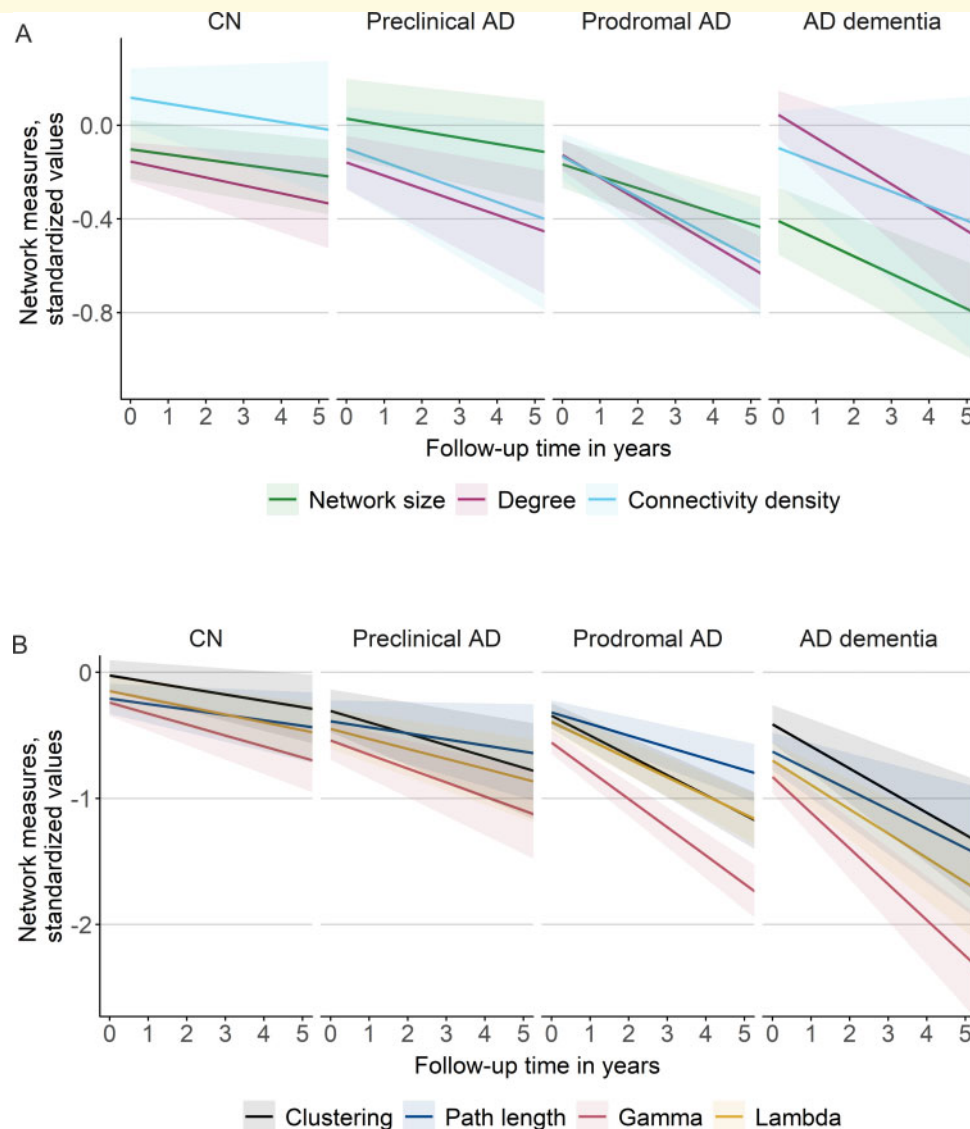 A
CN Preclinical AD Prodromal AD AD dementia
Network measures,
standardized values
0.0
-0.4
-0.8
0 1 2 3 4 5 0 1 2 3 4 5 0 1 2 3 4 5 0 1 2 3 4 5
Follow-up time in years
Network size Degree Connectivity density
B
CN Preclinical AD Prodromal AD AD dementia
Network measures,
standardized values
0
-1
-2
0 1 2 3 4 5 0 1 2 3 4 5 0 1 2 3 4 5 0 1 2 3 4 5
Follow-up time in years
Clustering Path length Gamma Lambda